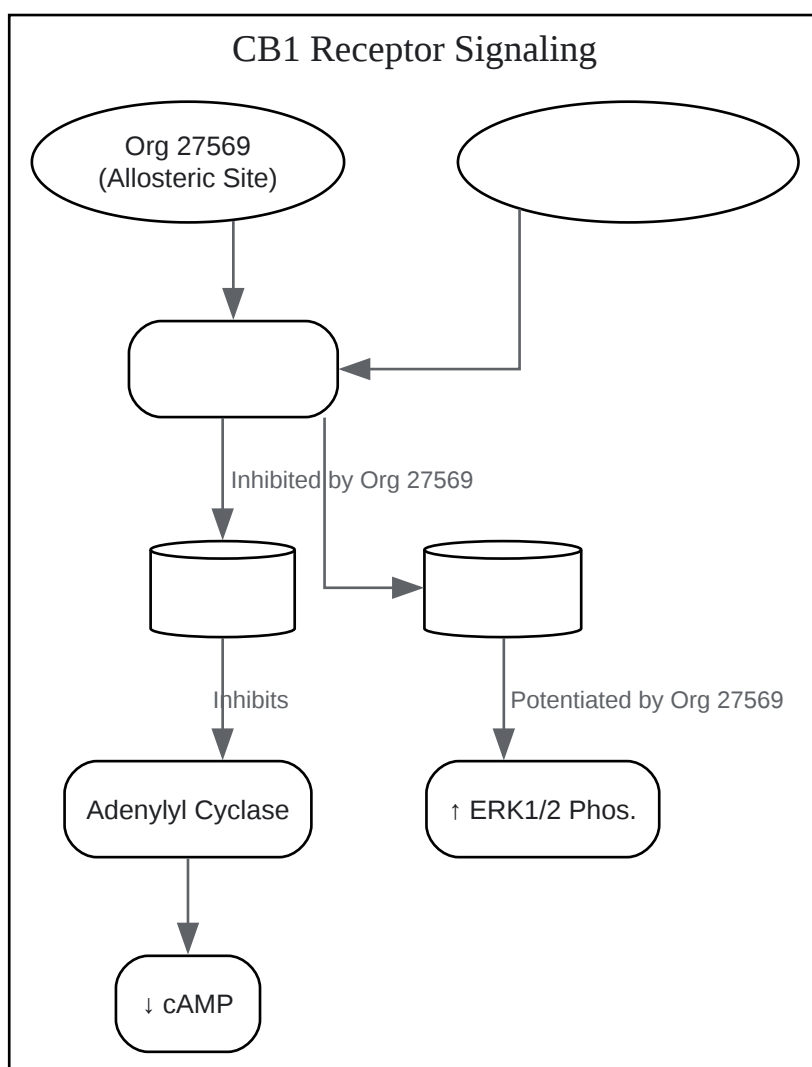 CB1 Receptor Signaling
Org 27569
(Allosteric Site)
Inhibited by Org 27569
Inhibits
Potentiated by Org 27569
Adenylyl Cyclase
↑ ERK1/2 Phos.
↓ cAMP